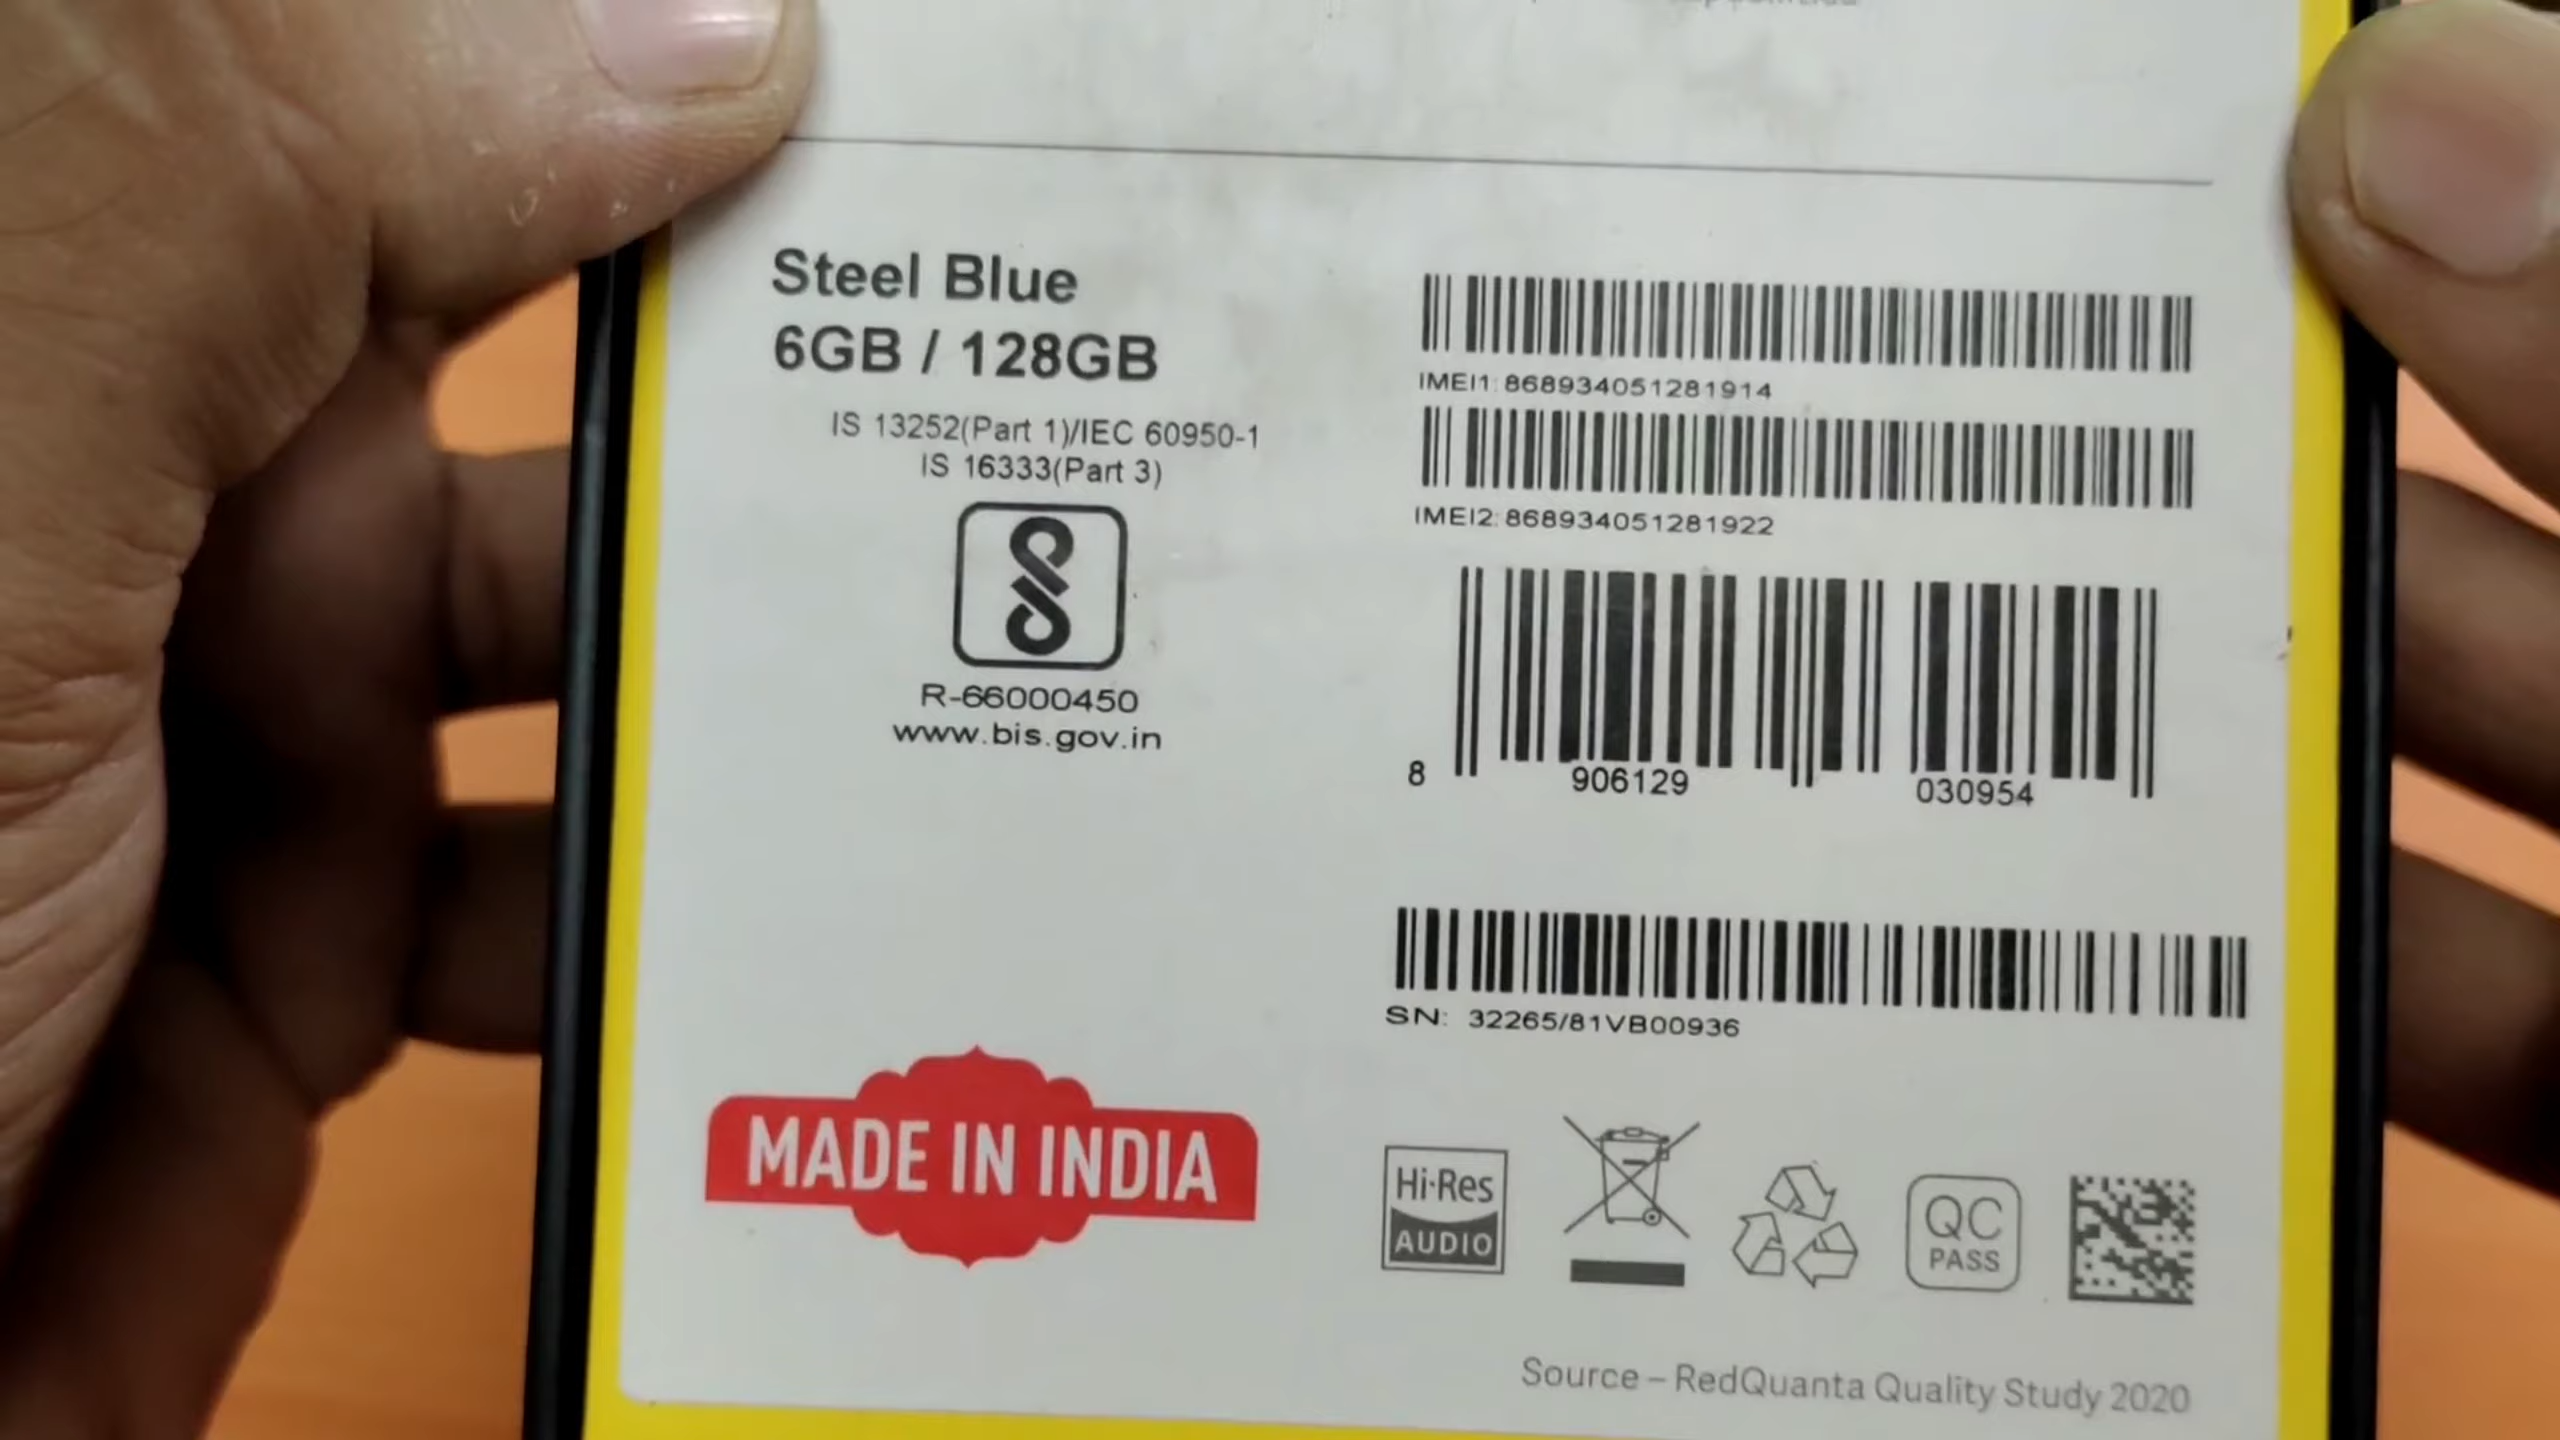 Steel Blue
6GB / 128GB
IS 13252(Part 1)/IEC 60950-1
IS 16333(Part 3)
R-66000450
www.bis.gov.in
IMEI1: 868934051281914
IMEI2: 868934051281922
8 906129 030954
SN: 32265/81VB00936
MADE IN INDIA
Hi-Res
AUDIO
QC
PASS
Source – RedQuanta Quality Study 2020